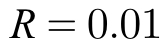 R = 0.01